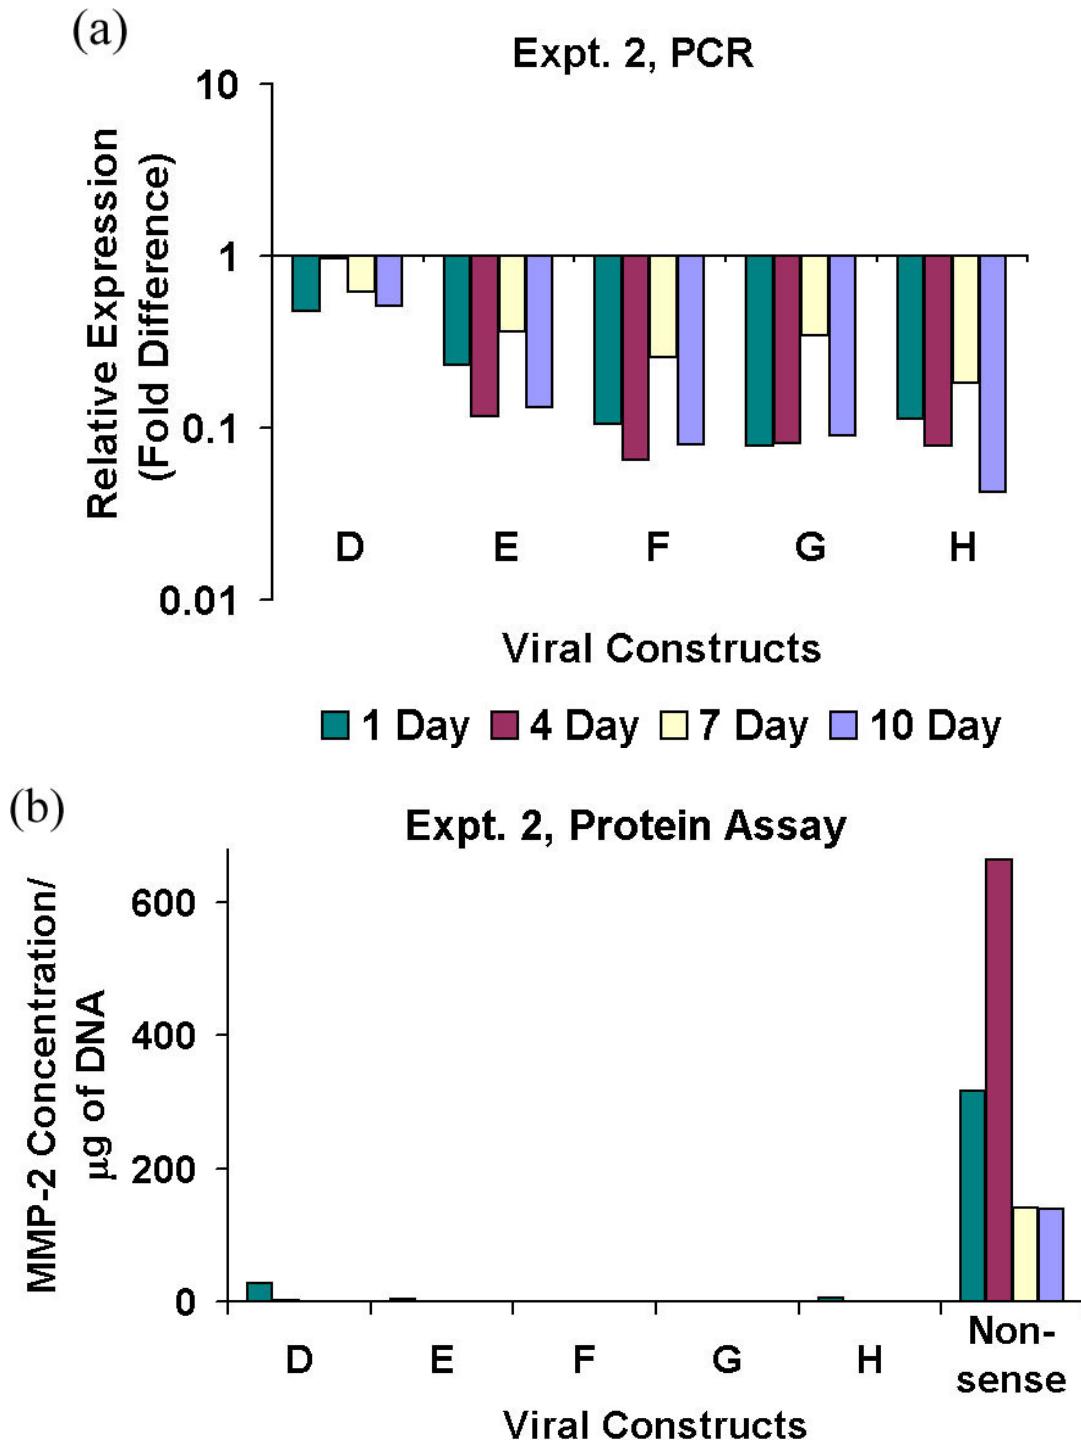 (a)
Expt. 2, PCR
Relative Expression
(Fold Difference)
10
1
0.1
0.01
D E F G H
Viral Constructs
1 Day 4 Day 7 Day 10 Day
(b)
Expt. 2, Protein Assay
MMP-2 Concentration/
μg of DNA
600
400
200
0
D E F G H Non-
sense
Viral Constructs